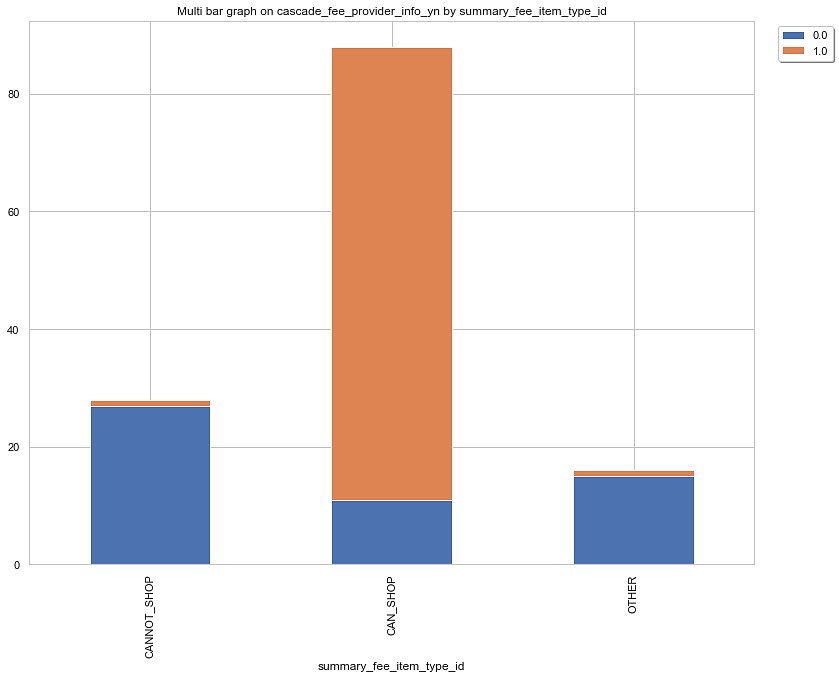 Multi bar graph on cascade_fee_provider_info_yn by summary_fee_item_type_id
0.0
1.0
80
60
40
20
0
CANNOT_SHOP
CAN_SHOP
OTHER
summary_fee_item_type_id